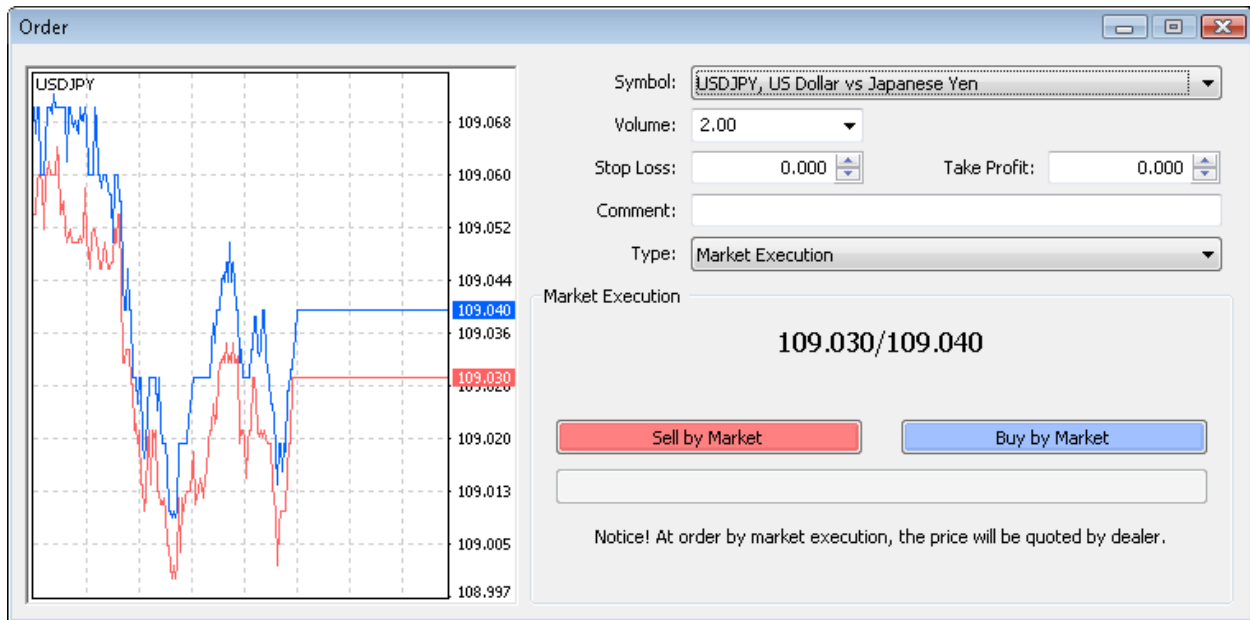 Order
USDJPY
109.068
109.060
109.052
109.044
109.040
109.036
109.030
109.020
109.013
109.005
108.997
Symbol: USDJPY, US Dollar vs Japanese Yen
Volume: 2.00
Stop Loss: 0.000 Take Profit: 0.000
Comment:
Type: Market Execution
Market Execution
109.030/109.040
Sell by Market Buy by Market
Notice! At order by market execution, the price will be quoted by dealer.